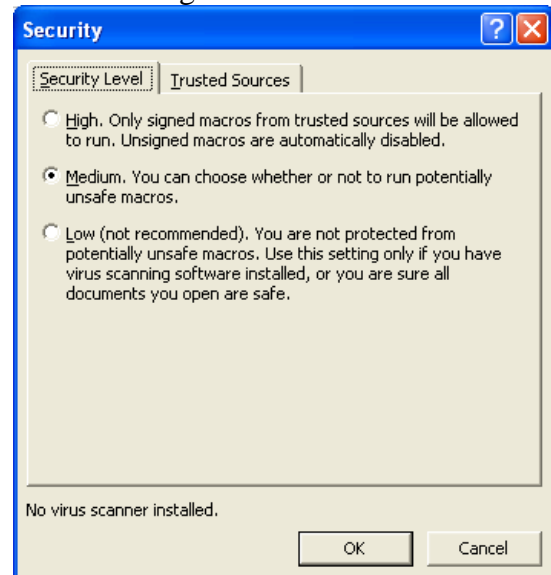 Security
Security Level Trusted Sources
High. Only signed macros from trusted sources will be allowed
to run. Unsigned macros are automatically disabled.
Medium. You can choose whether or not to run potentially
unsafe macros.
Low (not recommended). You are not protected from
potentially unsafe macros. Use this setting only if you have
virus scanning software installed, or you are sure all
documents you open are safe.
No virus scanner installed.
OK Cancel